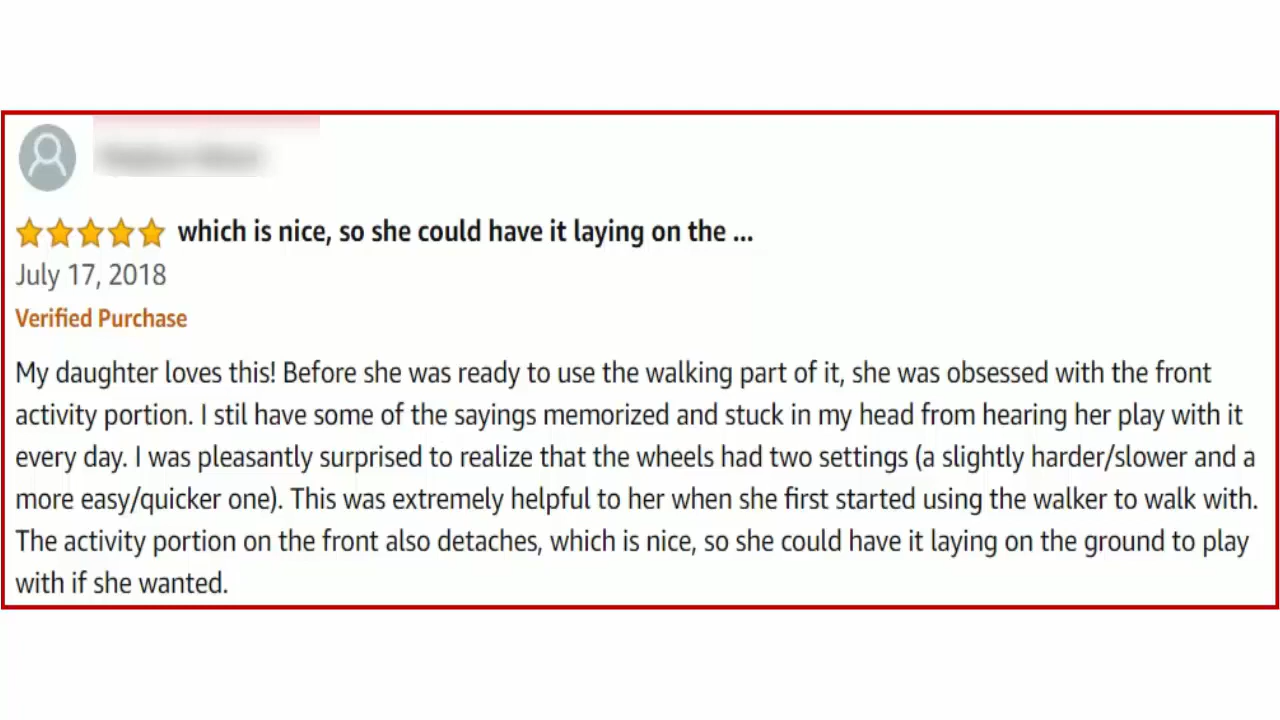 which is nice, so she could have it laying on the ...
July 17, 2018
Verified Purchase
My daughter loves this! Before she was ready to use the walking part of it, she was obsessed with the front
activity portion. I stil have some of the sayings memorized and stuck in my head from hearing her play with it
every day. I was pleasantly surprised to realize that the wheels had two settings (a slightly harder/slower and a
more easy/quicker one). This was extremely helpful to her when she first started using the walker to walk with.
The activity portion on the front also detaches, which is nice, so she could have it laying on the ground to play
with if she wanted.